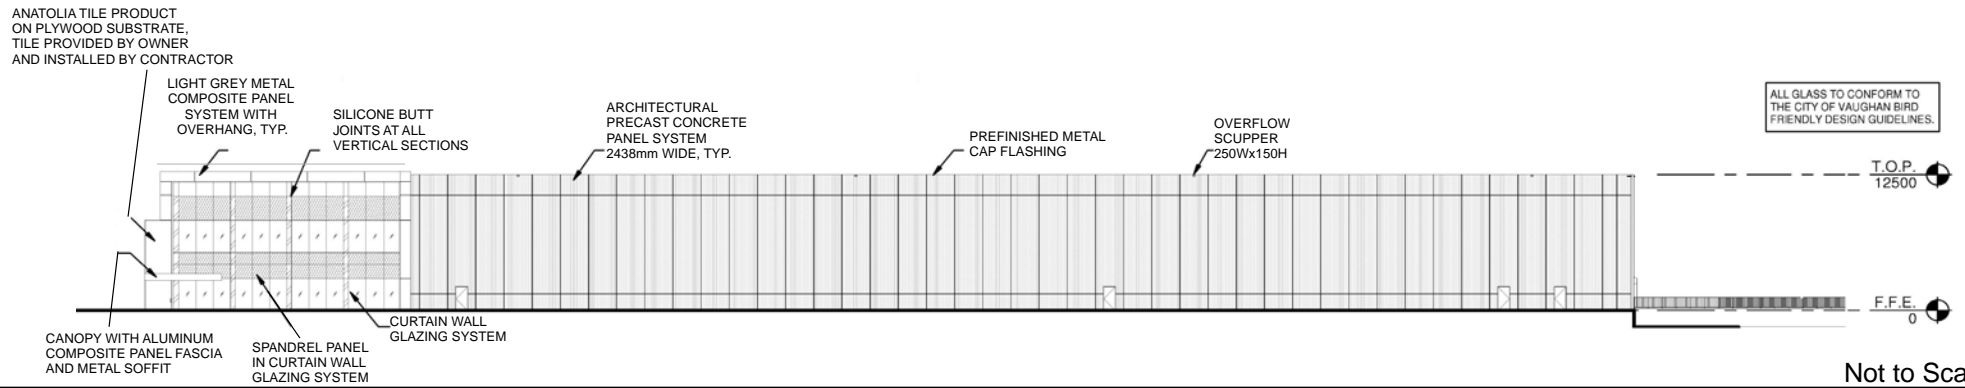 ANATOLIA TILE PRODUCT
ON PLYWOOD SUBSTRATE,
TILE PROVIDED BY OWNER
AND INSTALLED BY CONTRACTOR
LIGHT GREY METAL
COMPOSITE PANEL
SYSTEM WITH
OVERHANG, TYP.
SILICONE BUTT
JOINTS AT ALL
VERTICAL SECTIONS
ARCHITECTURAL
PRECAST CONCRETE
PANEL SYSTEM
2438mm WIDE, TYP.
PREFINISHED METAL
CAP FLASHING
OVERFLOW
SCUPPER
250Wx150H
ALL GLASS TO CONFORM TO
THE CITY OF VAUGHAN BIRD
FRIENDLY DESIGN GUIDELINES.
T.O.P.
12500
F.F.E.
0
CANOPY WITH ALUMINUM
COMPOSITE PANEL FASCIA
AND METAL SOFFIT
SPANDREL PANEL
IN CURTAIN WALL
GLAZING SYSTEM
CURTAIN WALL
GLAZING SYSTEM
Not to Sca